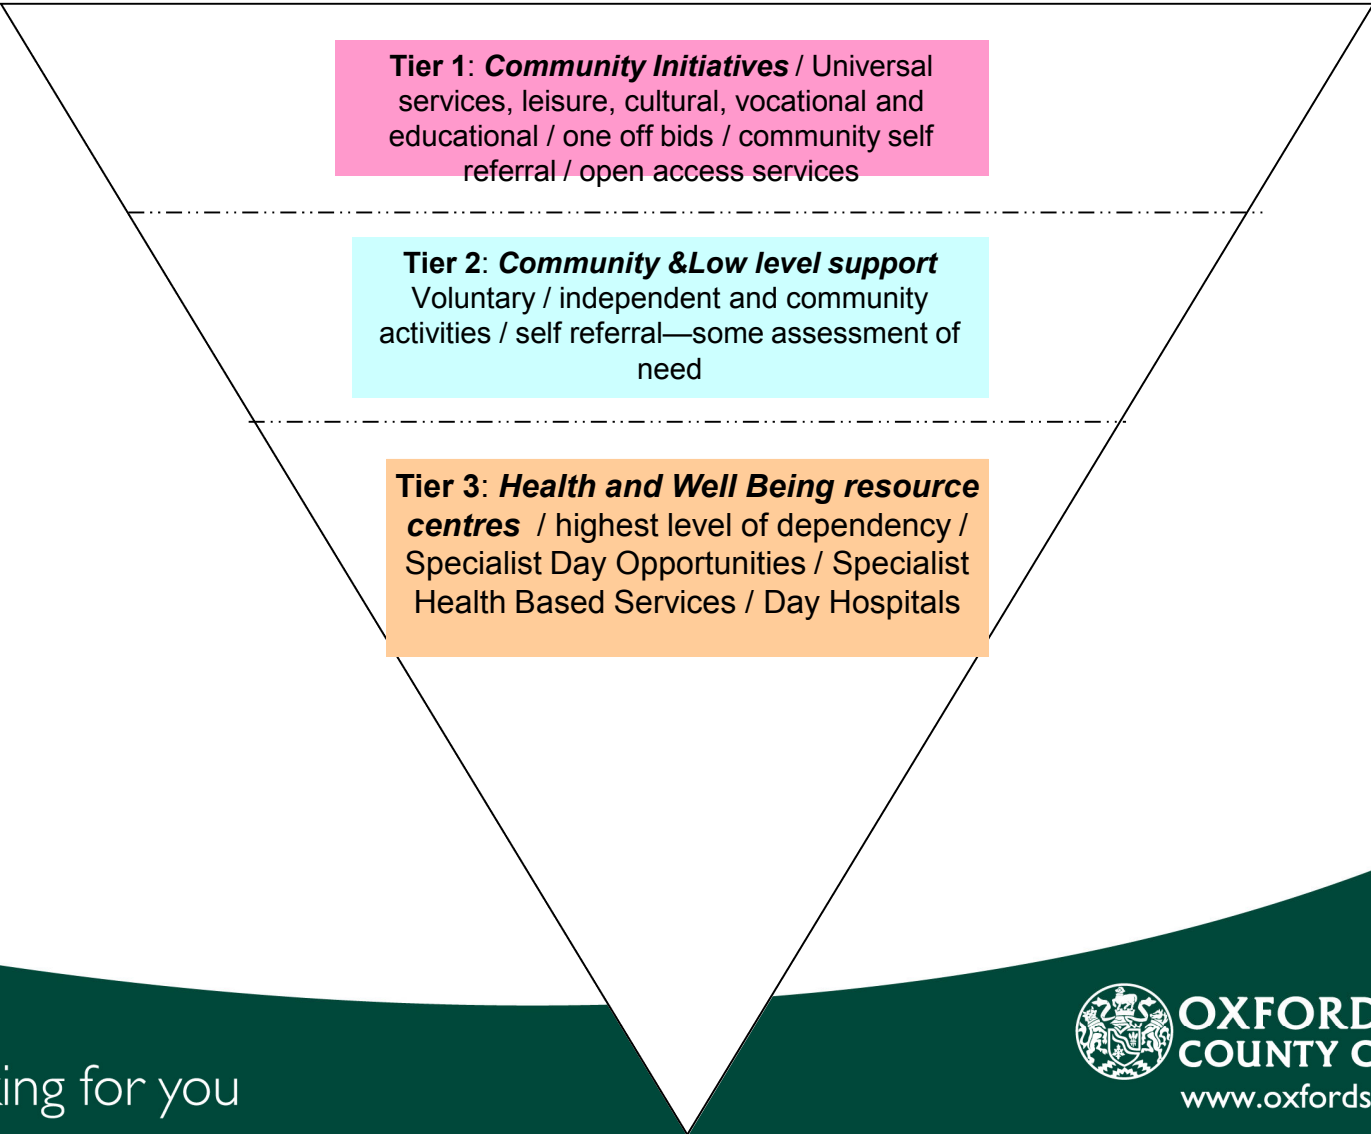 Tier 1: Community Initiatives / Universal
services, leisure, cultural, vocational and
educational / one off bids / community self
referral / open access services
Tier 2: Community &Low level support
Voluntary / independent and community
activities / self referral—some assessment of
need
Tier 3: Health and Well Being resource
centres / highest level of dependency /
Specialist Day Opportunities / Specialist
Health Based Services / Day Hospitals
ing for you
OXFORD
COUNTY C
www.oxfords